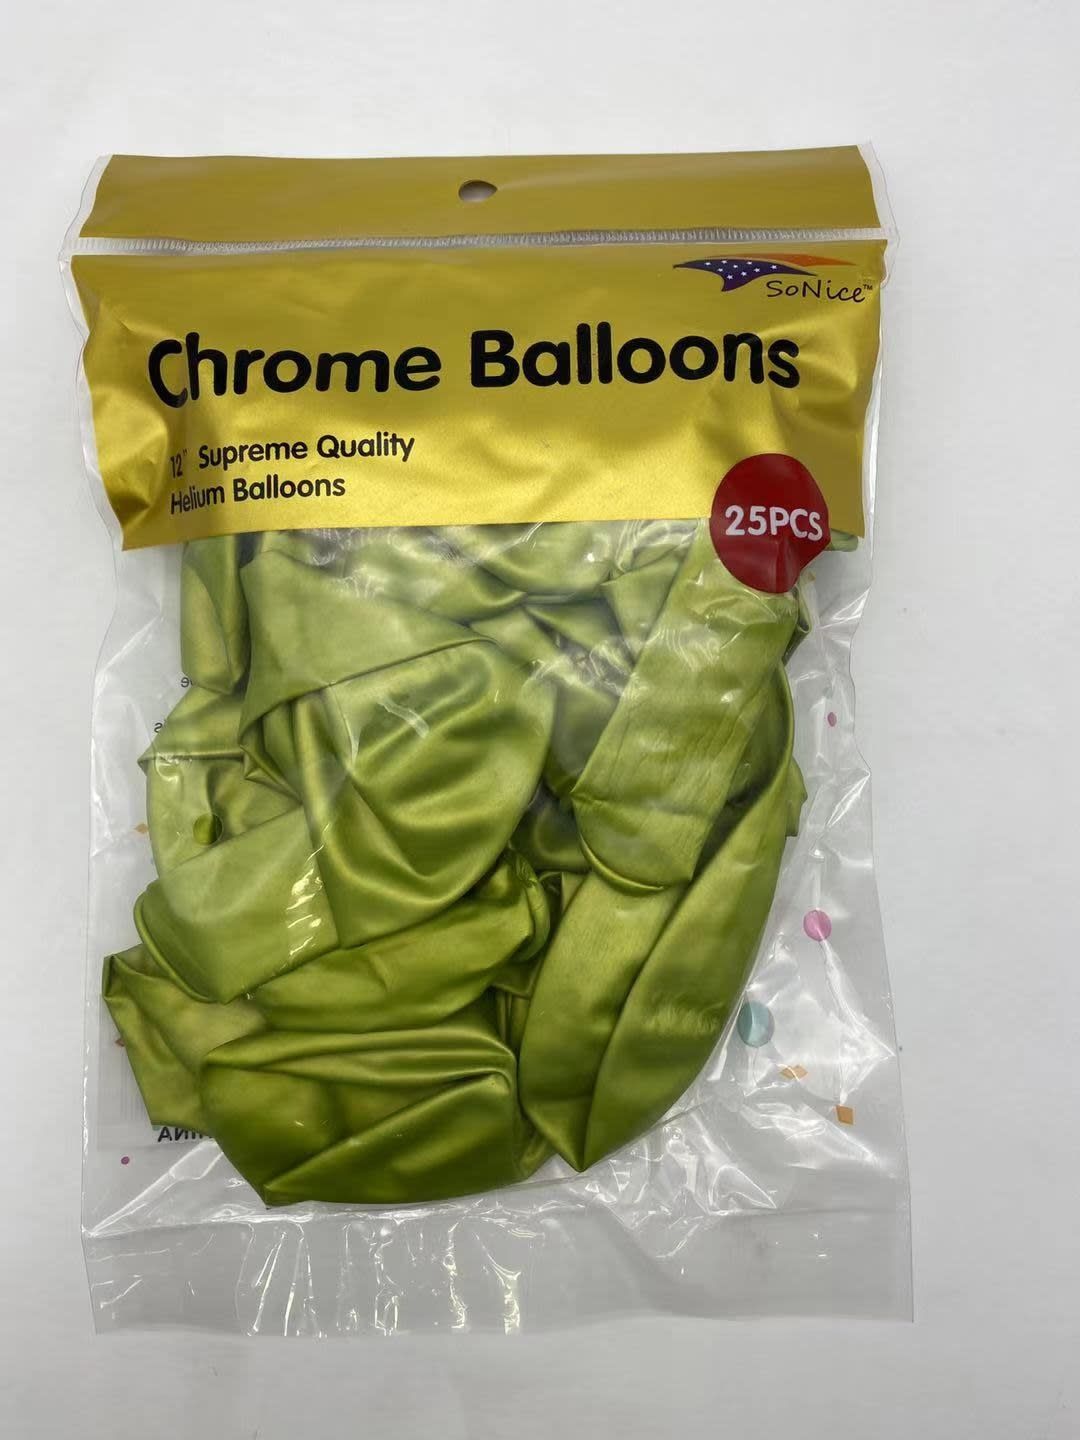 SoNice™
Chrome Balloons
12" Supreme Quality
Helium Balloons
25PCS